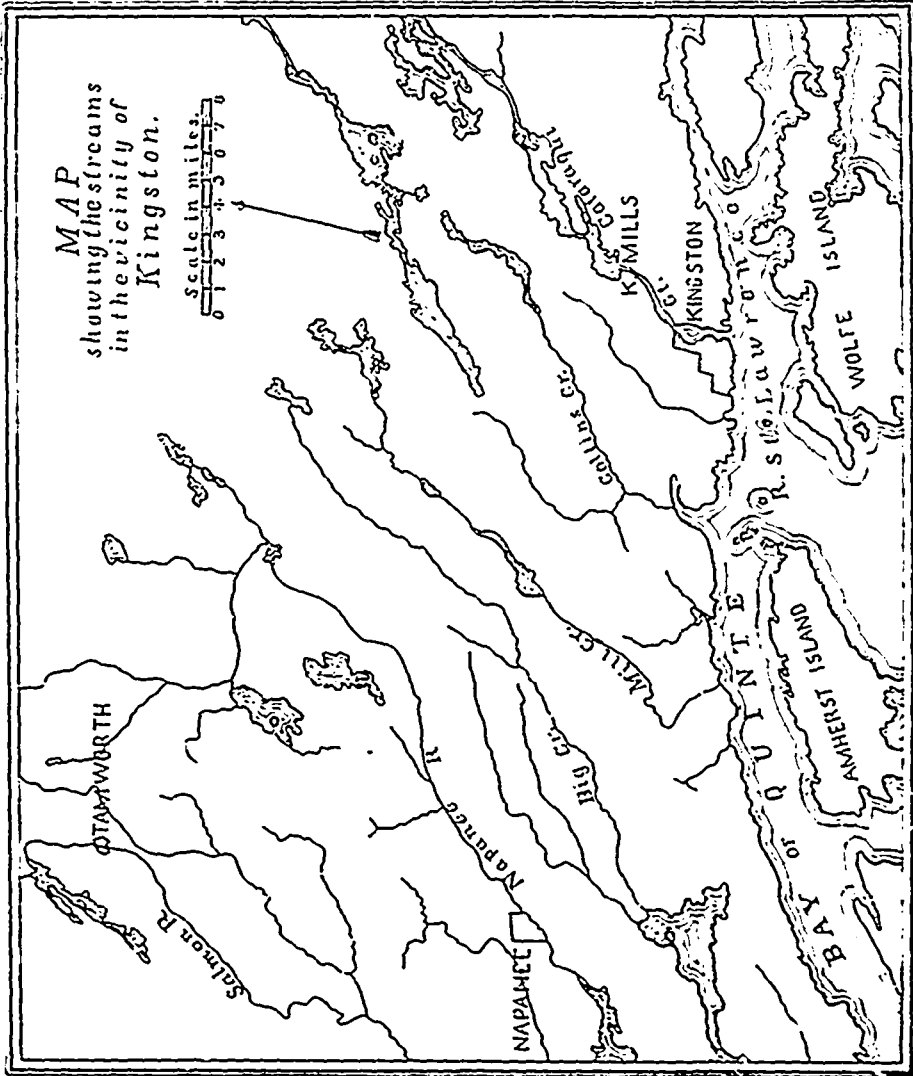 MAP
showing the streams
in the vicinity of
Kingston.
Scale in miles.
0 1 2 3 4 5 6 7 8
TAMWORTH
Salmon R
NAPANEE
Napanee R
Big Cr.
Mill Cr.
Collins Cr.
Cataraqui
Cr.
K. MILLS
KINGSTON
R. St. Lawrence
WOLFE ISLAND
AMHERST ISLAND
BAY OF QUINTE